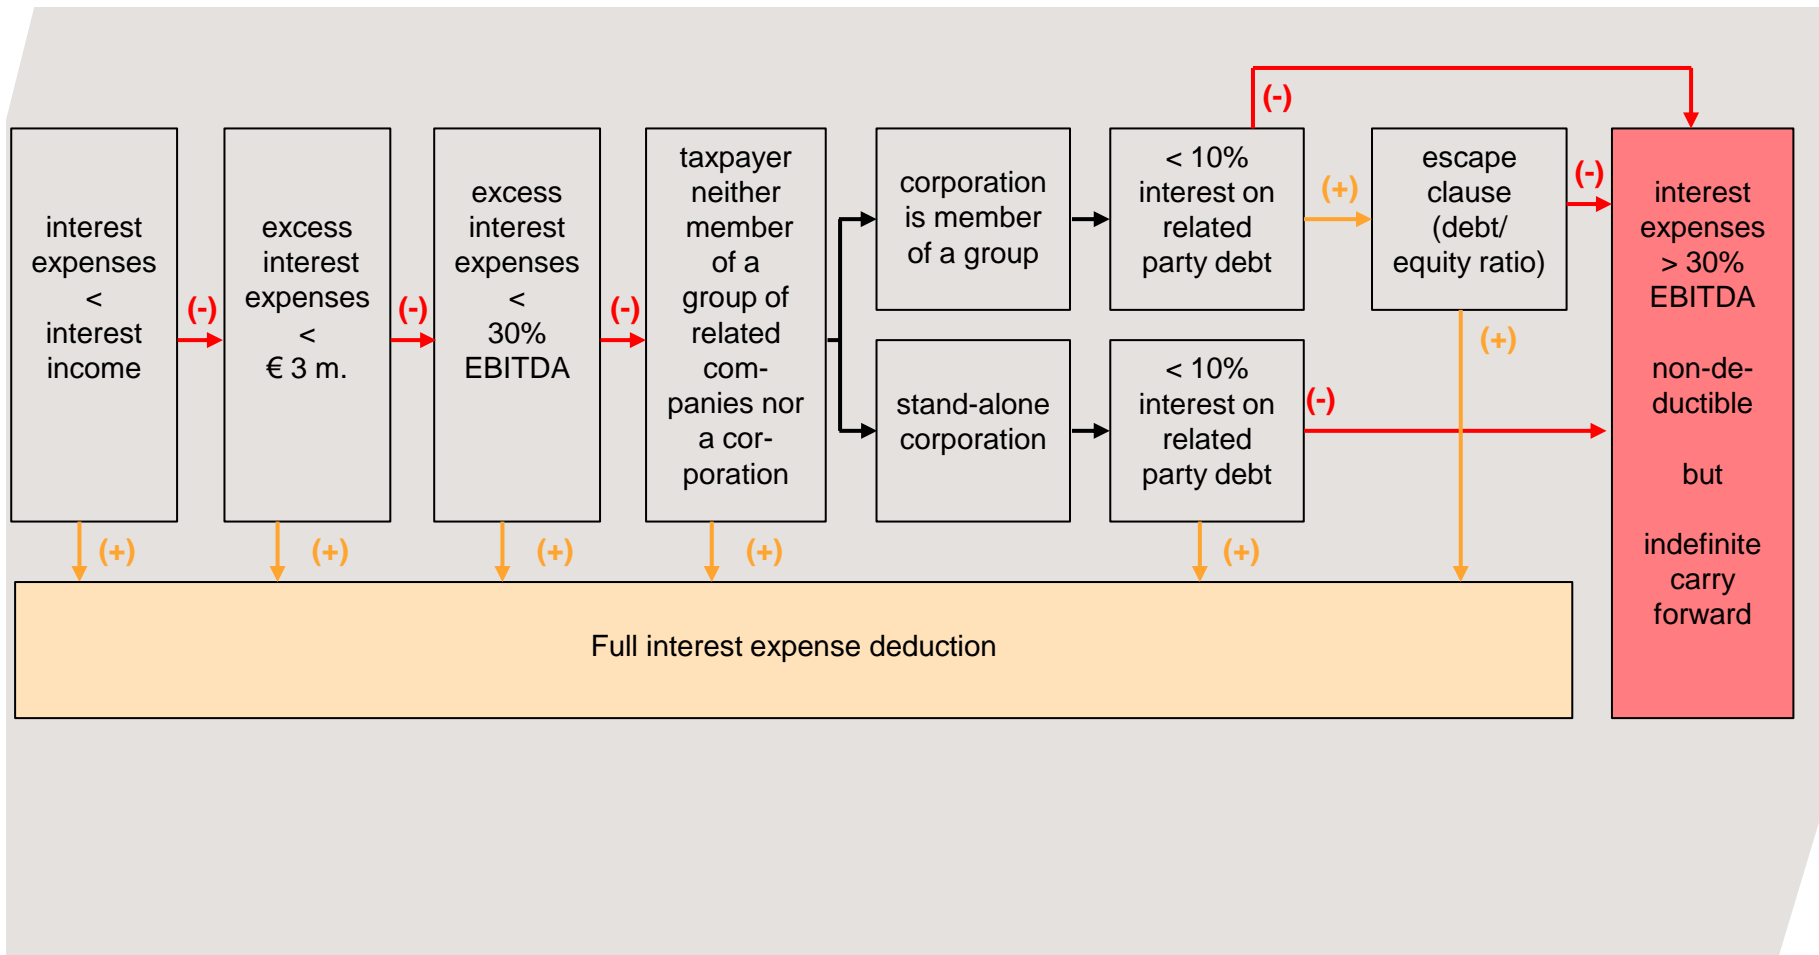 interest
expenses
<
interest
income
(-)
(+)
excess
interest
expenses
<
€ 3 m.
(-)
(+)
excess
interest
expenses
<
30%
EBITDA
(-)
(+)
taxpayer
neither
member
of a
group of
related
com-
panies nor
a cor-
poration
(+)
corporation
is member
of a group
< 10%
interest on
related
party debt
(-)
(+)
escape
clause
(debt/
equity ratio)
(-)
(+)
stand-alone
corporation
< 10%
interest on
related
party debt
(-)
(+)
interest
expenses
> 30%
EBITDA
non-de-
ductible
but
indefinite
carry
forward
Full interest expense deduction